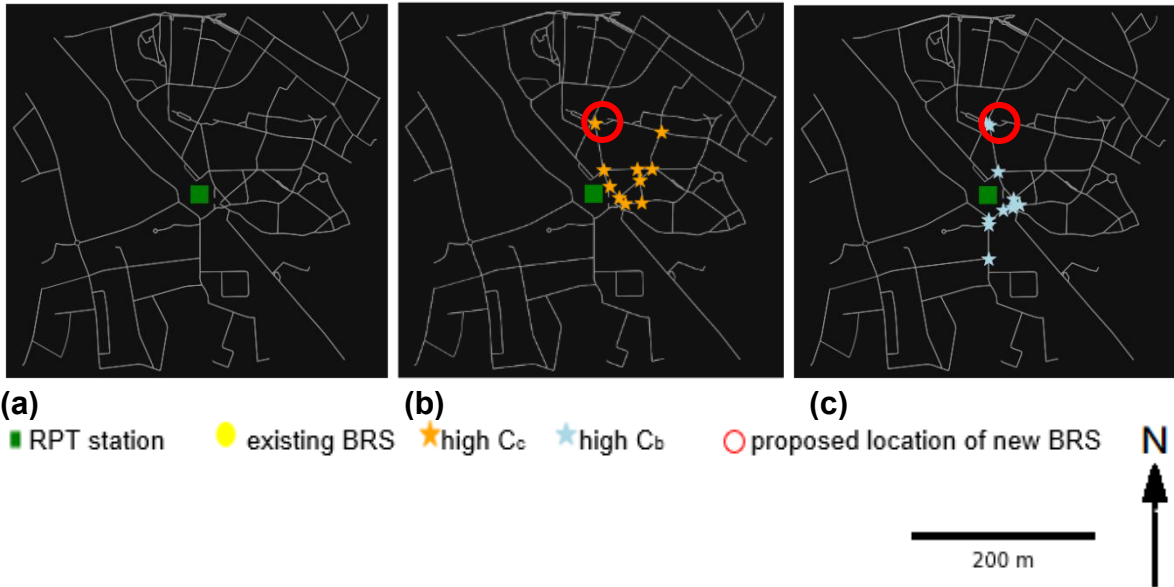 (a) (b) (c)
RPT station existing BRS high Cc high Cb proposed location of new BRS N
200 m